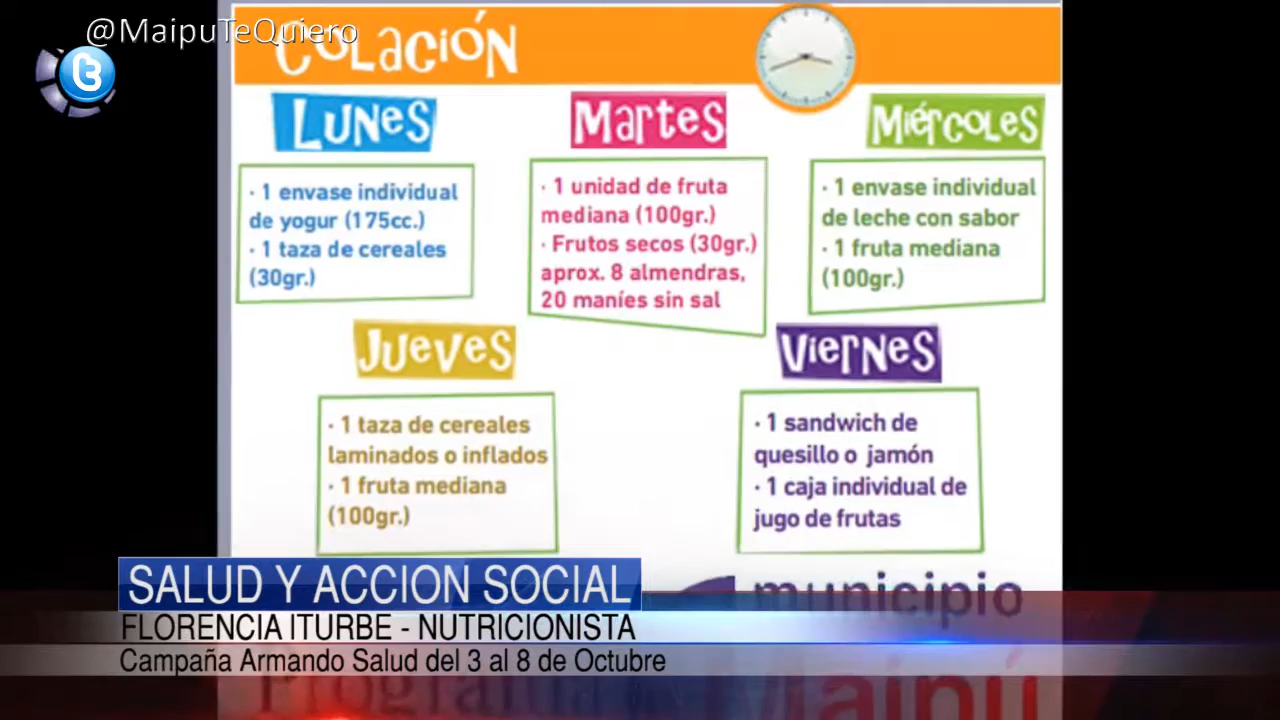 @MaipuTeQuiero
COLACIÓN
LUNES
· 1 envase individual
de yogur (175cc.)
· 1 taza de cereales
(30gr.)
Martes
· 1 unidad de fruta
mediana (100gr.)
· Frutos secos (30gr.)
aprox. 8 almendras,
20 maníes sin sal
MIÉRCOLES
· 1 envase individual
de leche con sabor
· 1 fruta mediana
(100gr.)
JUEVES
· 1 taza de cereales
laminados o inflados
· 1 fruta mediana
(100gr.)
VIERNES
· 1 sandwich de
quesillo o jamón
· 1 caja individual de
jugo de frutas
municipio
Maipú
Programa
SALUD Y ACCION SOCIAL
FLORENCIA ITURBE - NUTRICIONISTA
Campaña Armando Salud del 3 al 8 de Octubre